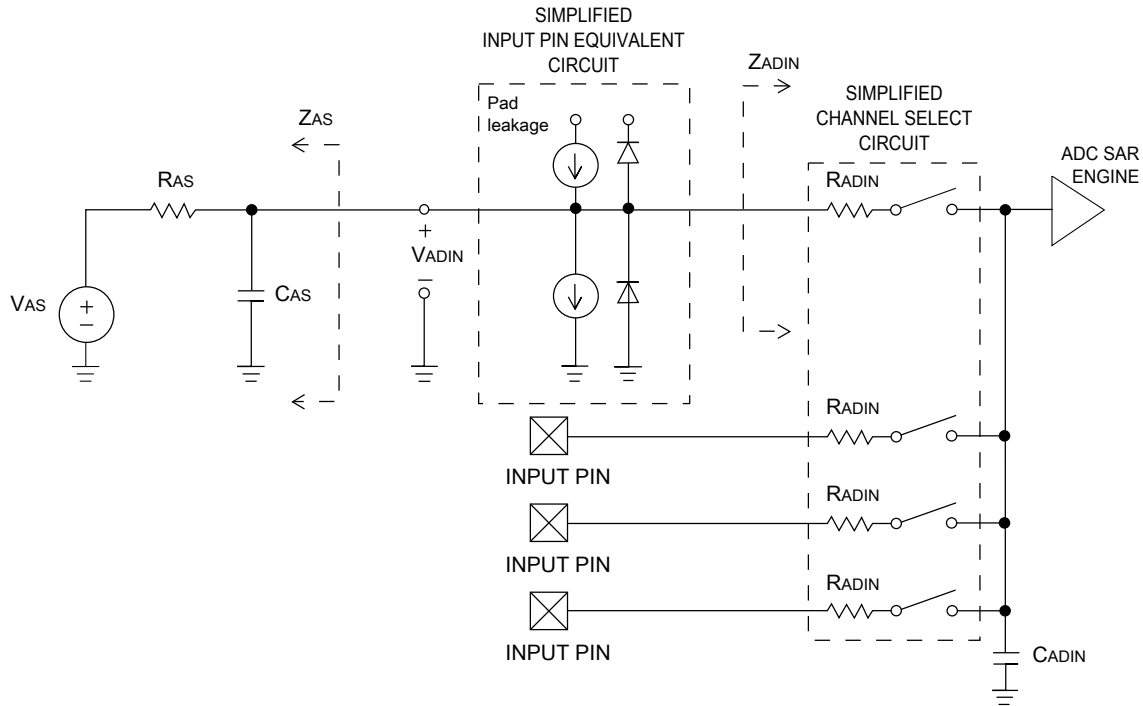 SIMPLIFIED
INPUT PIN EQUIVALENT
CIRCUIT
ZADIN
SIMPLIFIED
CHANNEL SELECT
CIRCUIT
Pad
leakage
ZAS
ADC SAR
ENGINE
RAS
RADIN
+
VADIN
–
VAS
+
–
CAS
RADIN
INPUT PIN
RADIN
INPUT PIN
RADIN
INPUT PIN
CADIN